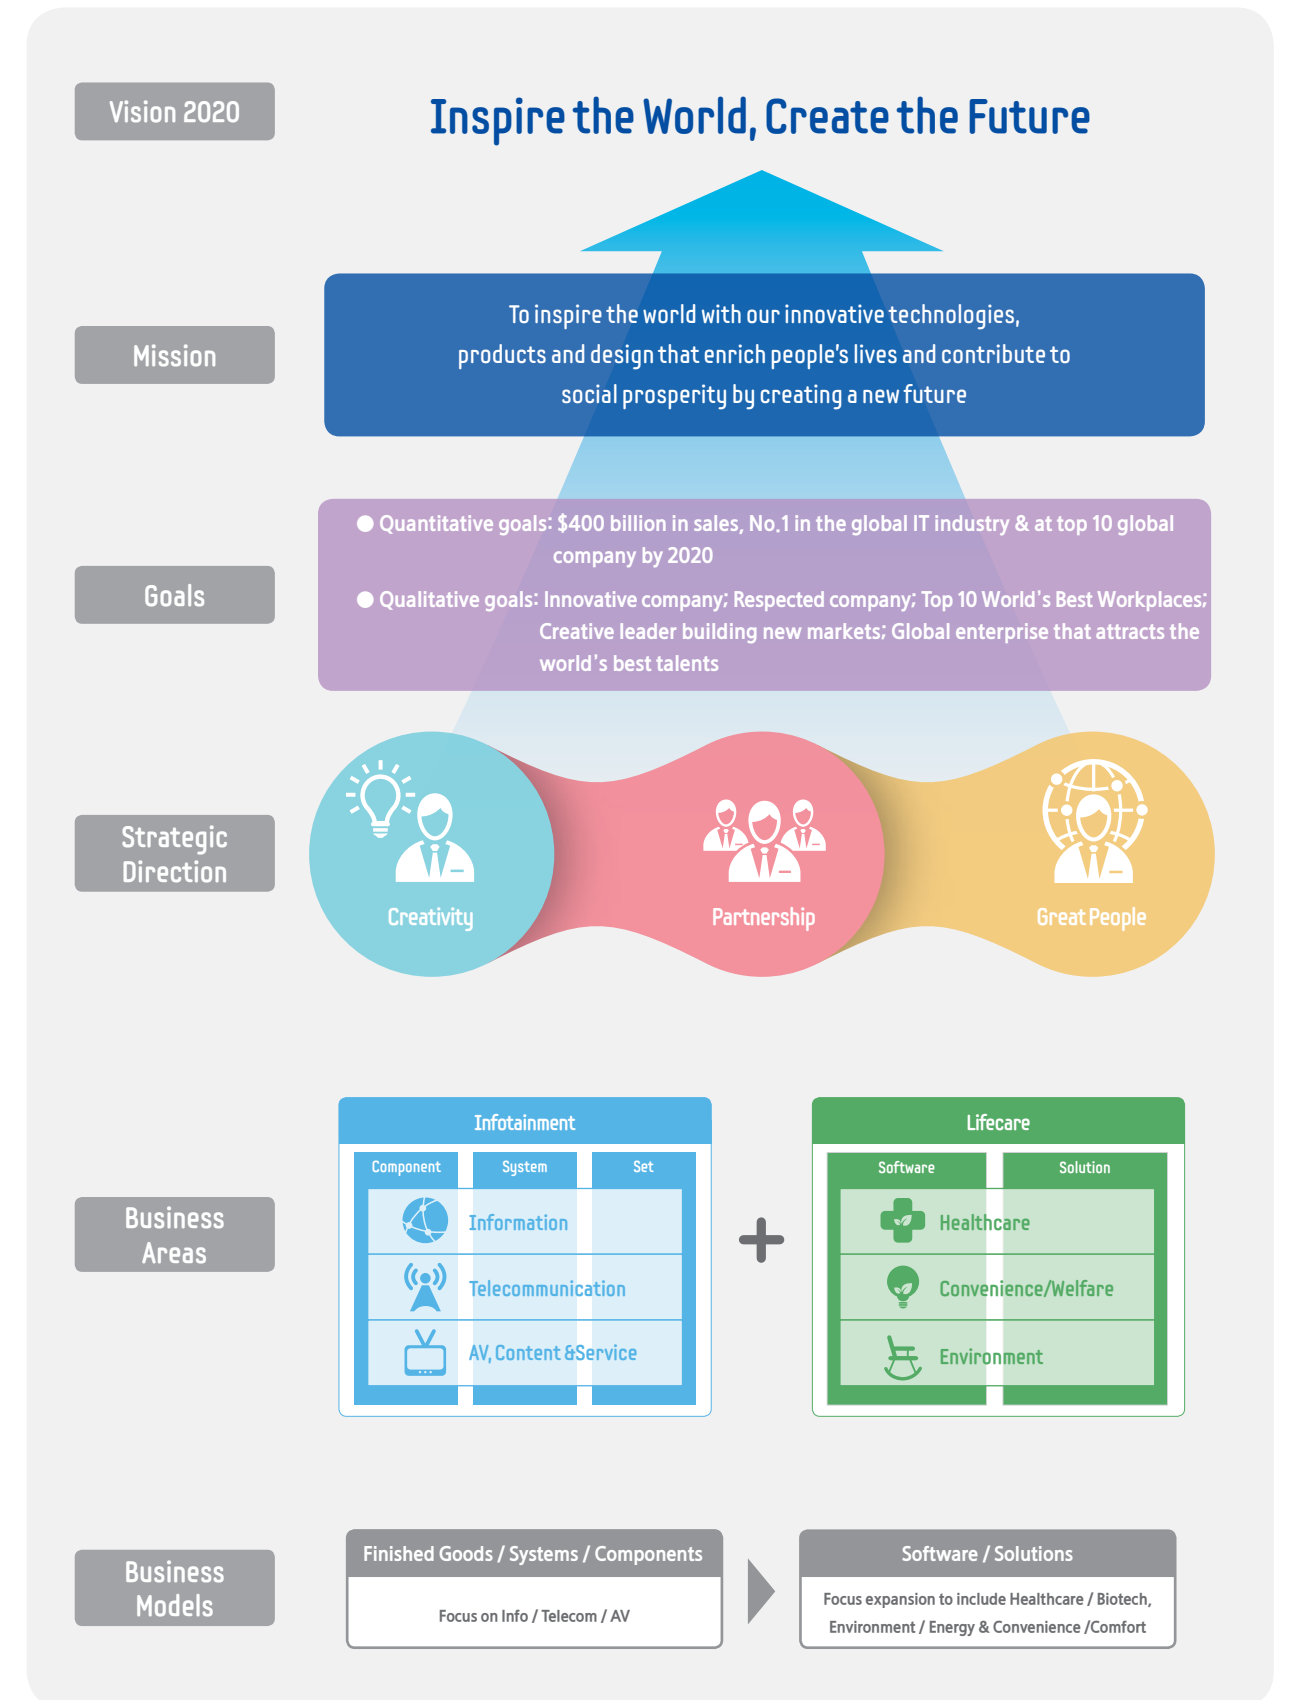 Vision 2020
Inspire the World, Create the Future
Mission
To inspire the world with our innovative technologies,
products and design that enrich people's lives and contribute to
social prosperity by creating a new future
Goals
● Quantitative goals: $400 billion in sales, No.1 in the global IT industry & at top 10 global
company by 2020
● Qualitative goals: Innovative company; Respected company; Top 10 World's Best Workplaces;
Creative leader building new markets; Global enterprise that attracts the
world's best talents
Strategic
Direction
Creativity
Partnership
Great People
Business
Areas
Infotainment
Component
System
Set
Information
Telecommunication
AV, Content &Service
Lifecare
Software
Solution
Healthcare
Convenience/Welfare
Environment
Business
Models
Finished Goods / Systems / Components
Focus on Info / Telecom / AV
Software / Solutions
Focus expansion to include Healthcare / Biotech,
Environment / Energy & Convenience /Comfort